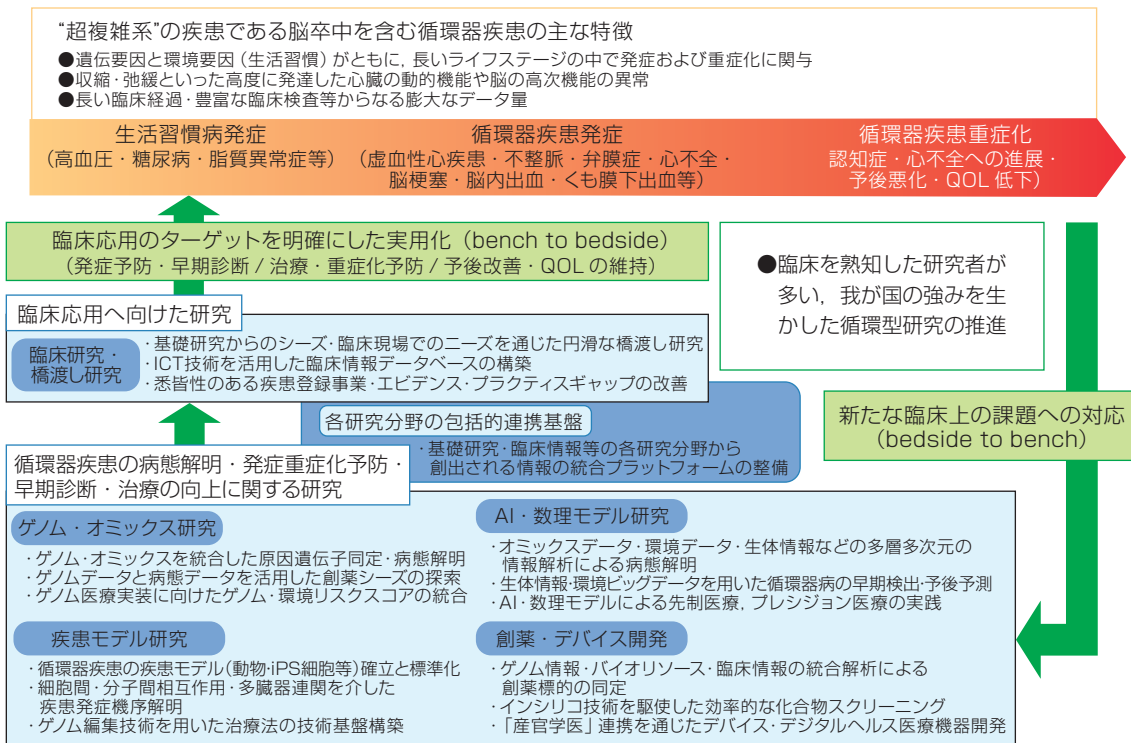 “超複雑系”の疾患である脳卒中を含む循環器疾患の主な特徴
●遺伝要因と環境要因（生活習慣）がともに，長いライフステージの中で発症および重症化に関与
●収縮・弛緩といった高度に発達した心臓の動的機能や脳の高次機能の異常
●長い臨床経過・豊富な臨床検査等からなる膨大なデータ量
生活習慣病発症
（高血圧・糖尿病・脂質異常症等）
循環器疾患発症
（虚血性心疾患・不整脈・弁膜症・心不全・
脳梗塞・脳内出血・くも膜下出血等）
循環器疾患重症化
認知症・心不全への進展・
予後悪化・QOL 低下）
臨床応用のターゲットを明確にした実用化（bench to bedside）
（発症予防・早期診断 / 治療・重症化予防 / 予後改善・QOL の維持）
●臨床を熟知した研究者が
多い，我が国の強みを生
かした循環型研究の推進
臨床応用へ向けた研究
臨床研究・
橋渡し研究
・基礎研究からのシーズ・臨床現場でのニーズを通じた円滑な橋渡し研究
・ICT技術を活用した臨床情報データベースの構築
・悉皆性のある疾患登録事業・エビデンス・プラクティスギャップの改善
新たな臨床上の課題への対応
（bedside to bench）
各研究分野の包括的連携基盤
・基礎研究・臨床情報等の各研究分野から
創出される情報の統合プラットフォームの整備
循環器疾患の病態解明・発症重症化予防・
早期診断・治療の向上に関する研究
ゲノム・オミックス研究
・ゲノム・オミックスを統合した原因遺伝子同定・病態解明
・ゲノムデータと病態データを活用した創薬シーズの探索
・ゲノム医療実装に向けたゲノム・環境リスクスコアの統合
AI・数理モデル研究
・オミックスデータ・環境データ・生体情報などの多層多次元の
情報解析による病態解明
・生体情報・環境ビッグデータを用いた循環器病の早期検出・予後予測
・AI・数理モデルによる先制医療，プレシジョン医療の実践
疾患モデル研究
・循環器疾患の疾患モデル（動物・iPS細胞等）確立と標準化
・細胞間・分子間相互作用・多臓器連関を介した
疾患発症機序解明
・ゲノム編集技術を用いた治療法の技術基盤構築
創薬・デバイス開発
・ゲノム情報・バイオリソース・臨床情報の統合解析による
創薬標的の同定
・インシリコ技術を駆使した効率的な化合物スクリーニング
・「産官学医」連携を通じたデバイス・デジタルヘルス医療機器開発